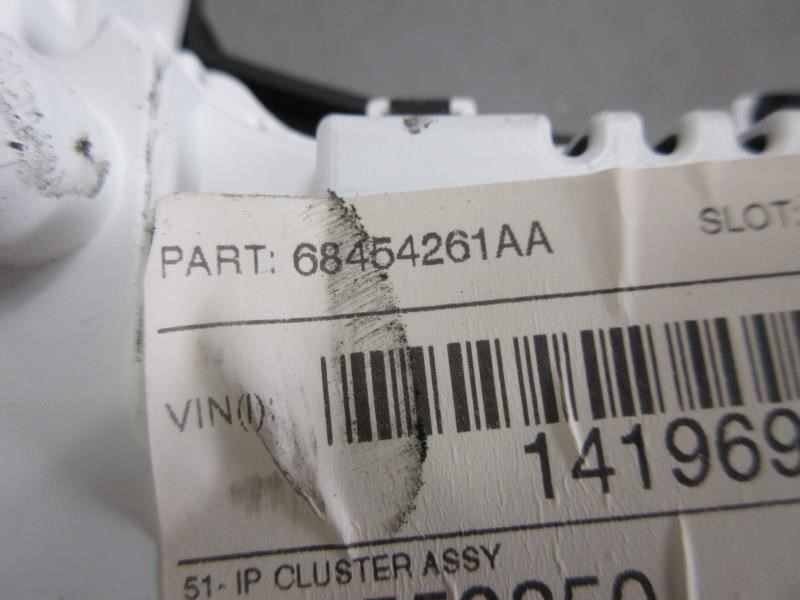 PART: 68454261AA SLOT:
VIN(I):
141969
51- IP CLUSTER ASSY